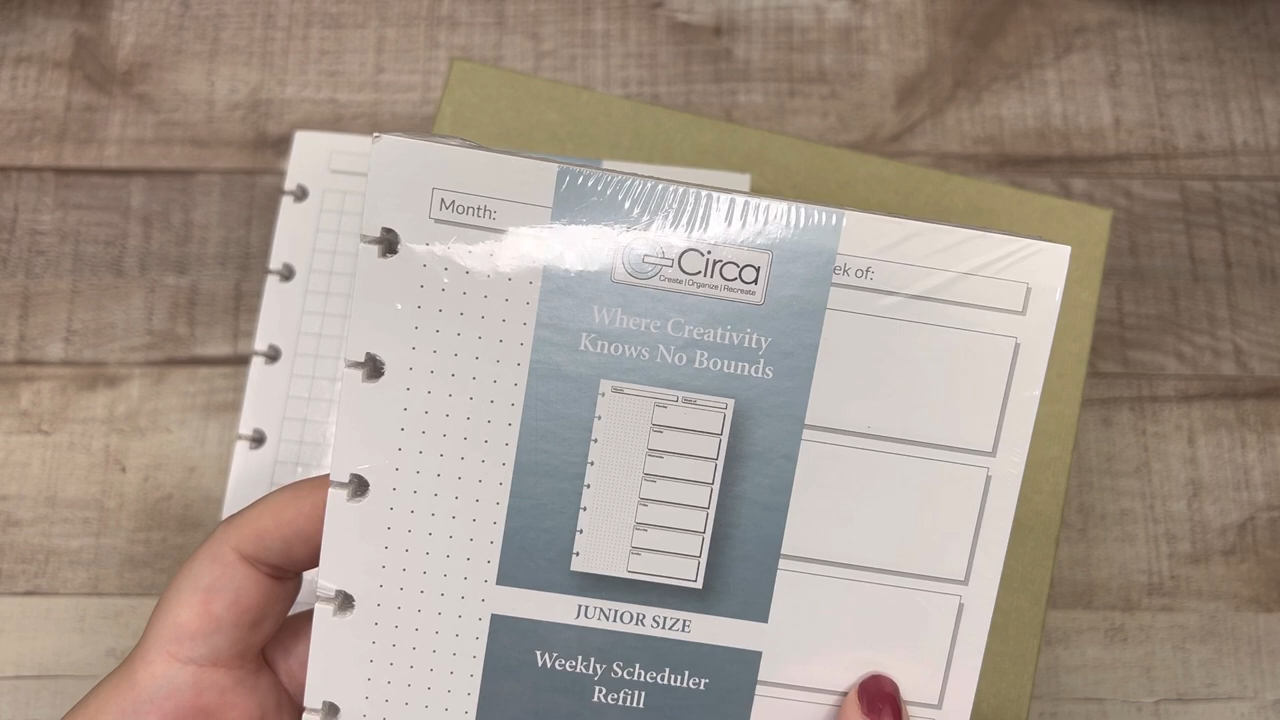 Month:
ek of:
Circa
Create | Organize | Recreate
Where Creativity
Knows No Bounds
JUNIOR SIZE
Weekly Scheduler
Refill